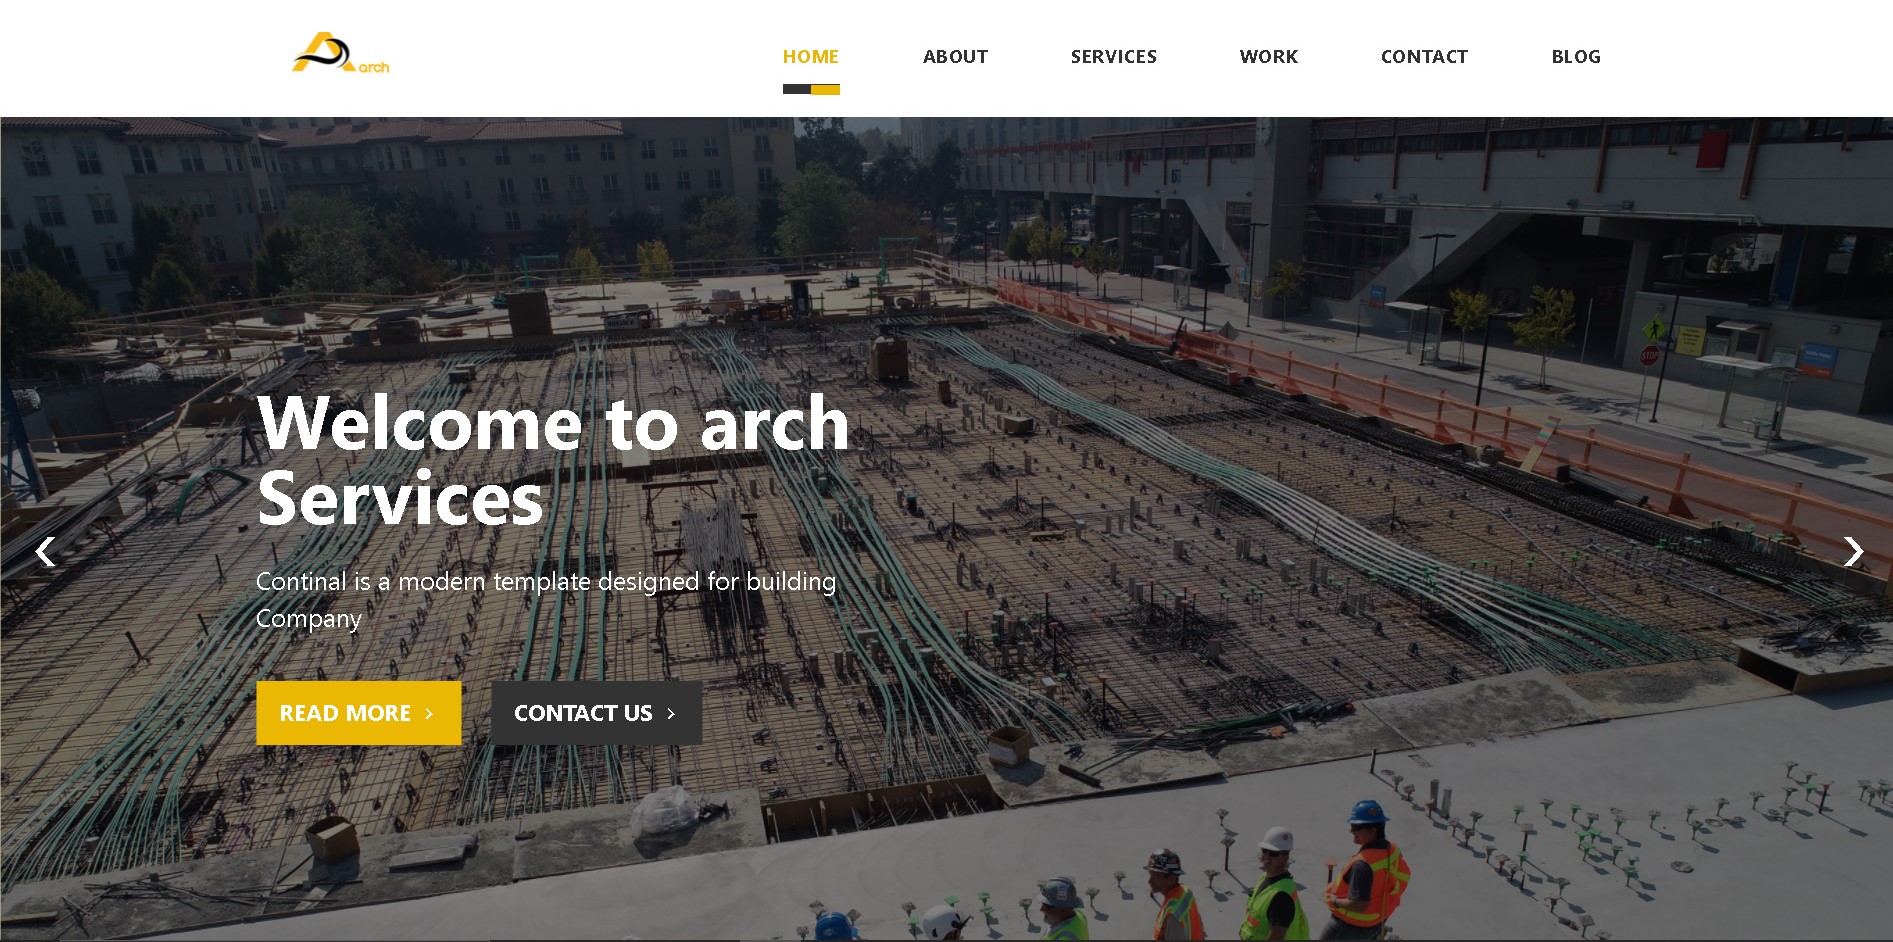 arch
HOME
ABOUT
SERVICES
WORK
CONTACT
BLOG
STOP
Welcome to arch
Services
Continal is a modern template designed for building
Company
READ MORE
CONTACT US